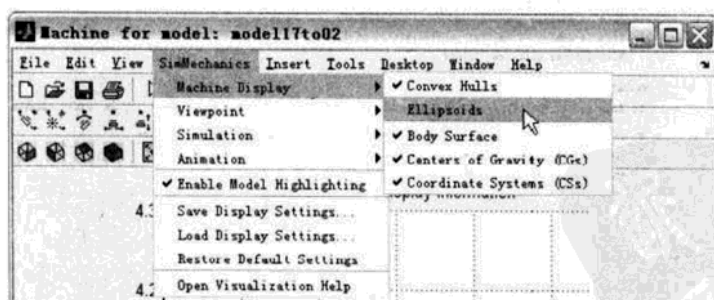 Machine for model: model17to02
File Edit View SimMechanics Insert Tools Desktop Window Help
Machine Display
Viewpoint
Simulation
Animation
Enable Model Highlighting
Save Display Settings...
Load Display Settings...
Restore Default Settings
Open Visualization Help
Convex Hulls
Ellipsoids
Body Surface
Centers of Gravity (CGs)
Coordinate Systems (CSs)
4.3
4.2